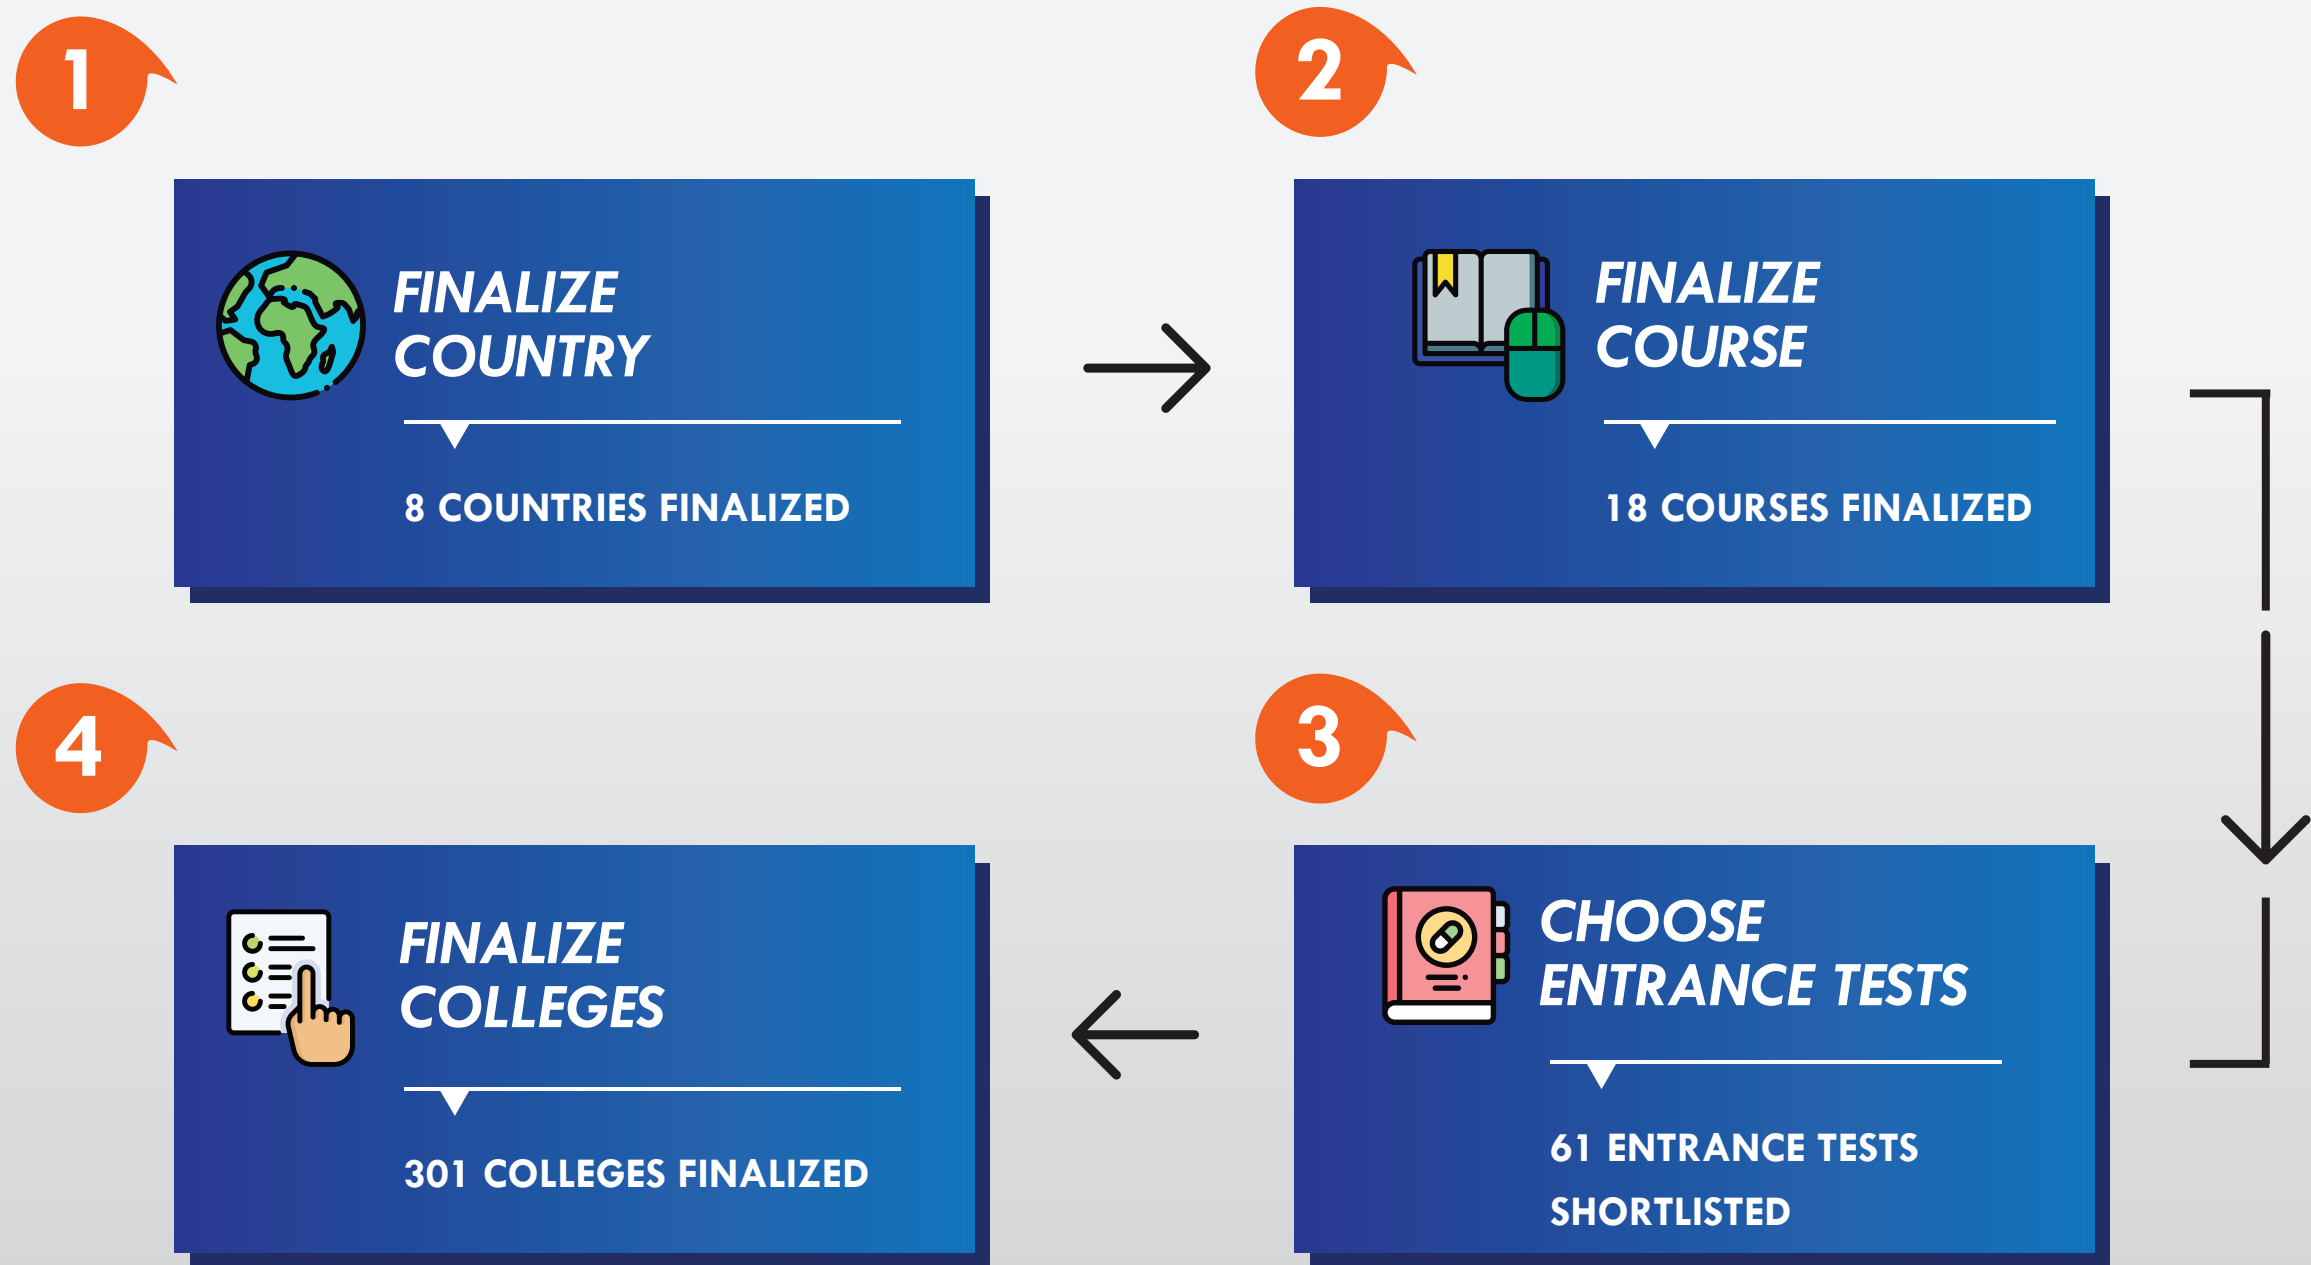 1
FINALIZE
COUNTRY
8 COUNTRIES FINALIZED
2
FINALIZE
COURSE
18 COURSES FINALIZED
3
CHOOSE
ENTRANCE TESTS
61 ENTRANCE TESTS
SHORTLISTED
4
FINALIZE
COLLEGES
301 COLLEGES FINALIZED